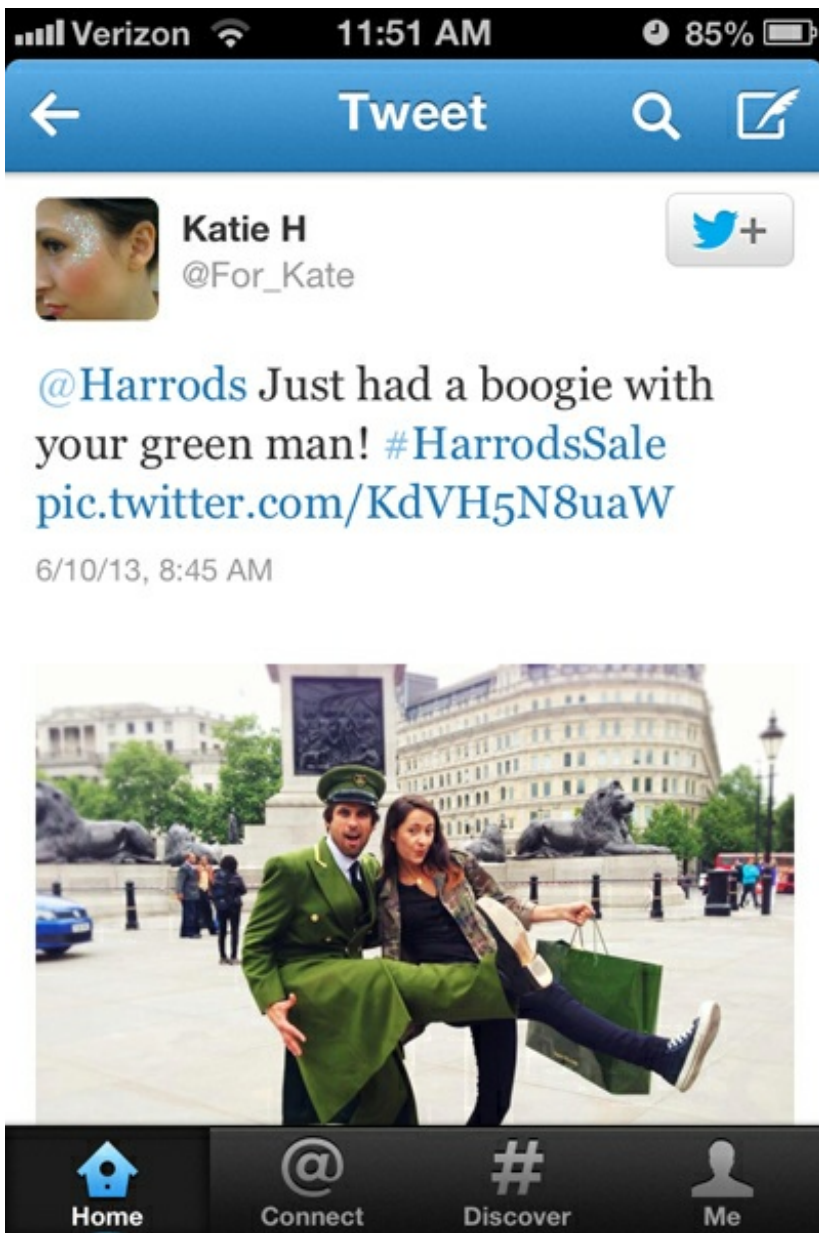 Verizon 11:51 AM 85%
Tweet
Katie H
@For_Kate
@Harrods Just had a boogie with
your green man! #HarrodsSale
pic.twitter.com/KdVH5N8uaW
6/10/13, 8:45 AM
Home Connect Discover Me